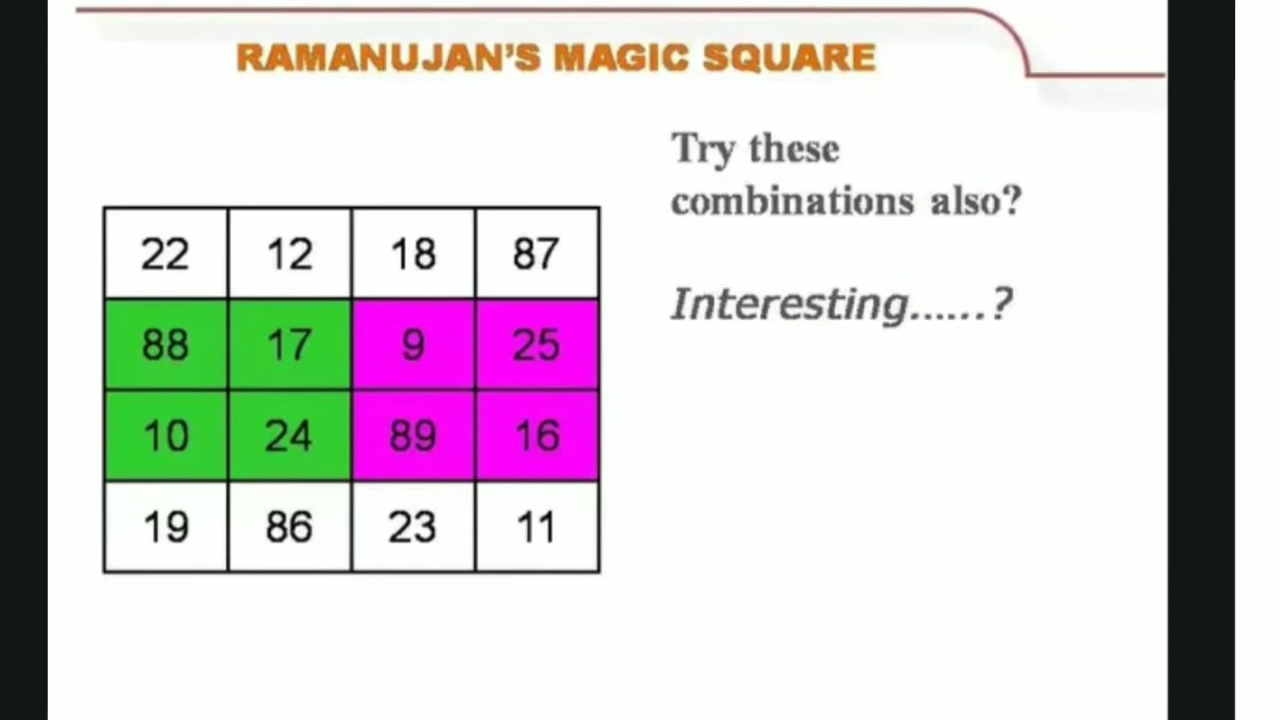 RAMANUJAN'S MAGIC SQUARE
Try these
combinations also?
Interesting......?
22 12 18 87
88 17 9 25
10 24 89 16
19 86 23 11